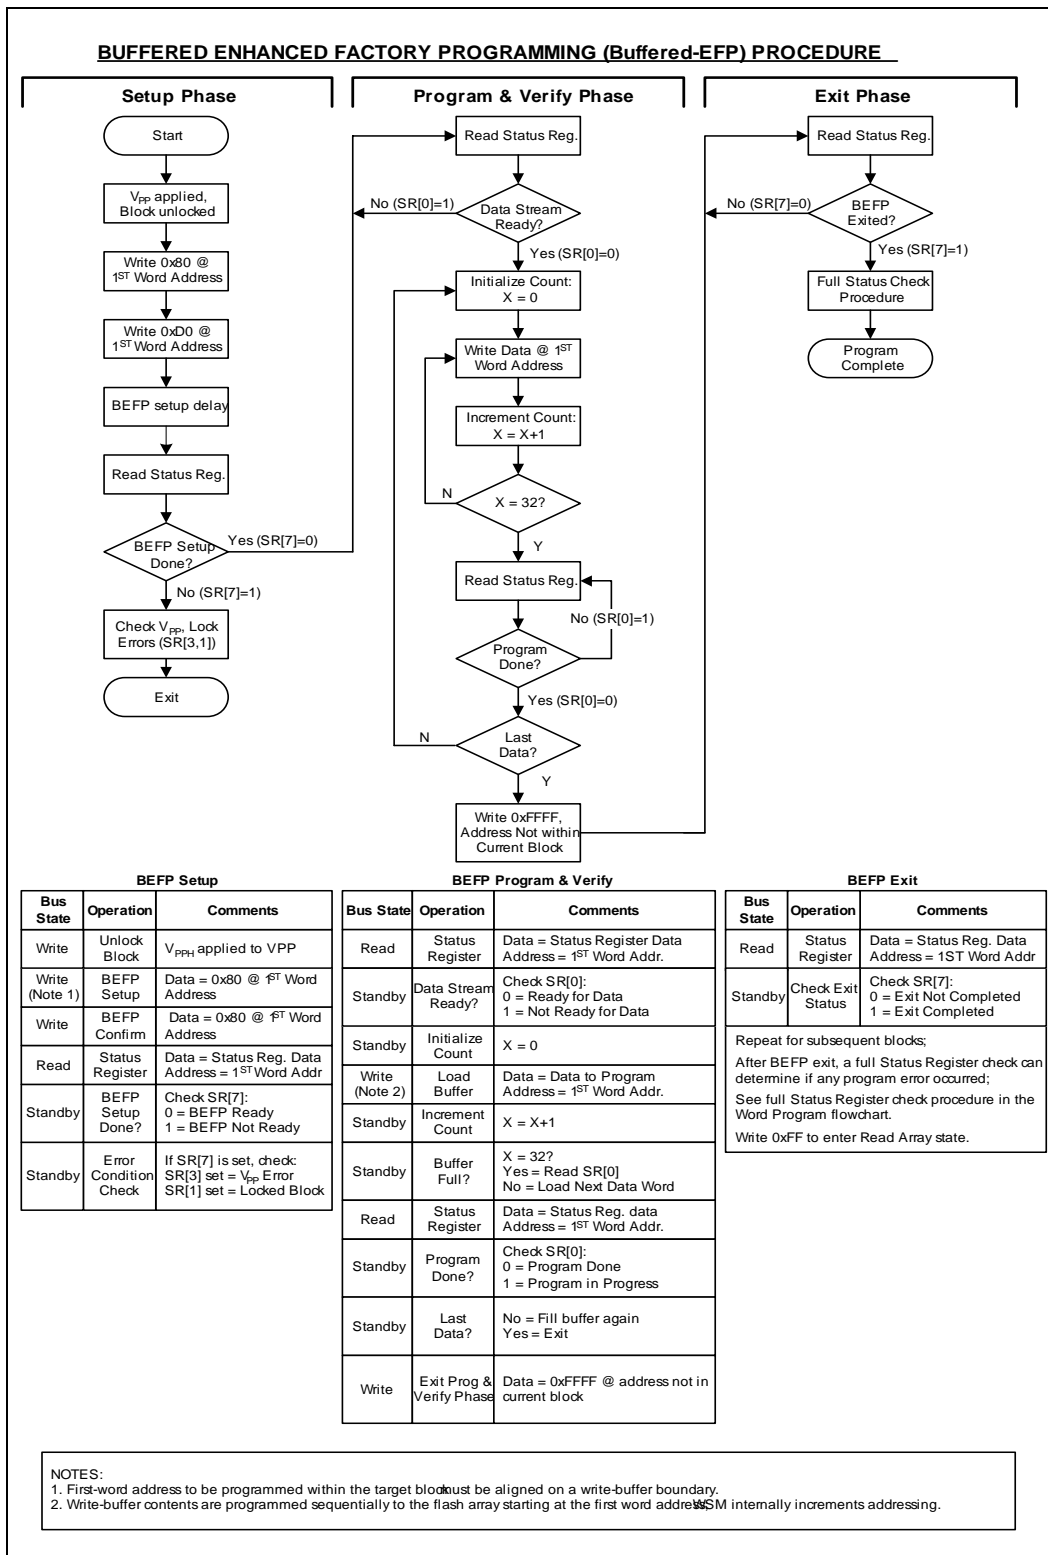 BUFFERED ENHANCED FACTORY PROGRAMMING (Buffered-EFP) PROCEDURE
Setup Phase
Start
VPP applied,
Block unlocked
Write 0x80 @
1ST Word Address
Write 0xD0 @
1ST Word Address
BEFP setup delay
Read Status Reg.
BEFP Setup
Done?
Yes (SR[7]=0)
No (SR[7]=1)
Check VPP, Lock
Errors (SR[3,1])
Exit
Program & Verify Phase
Read Status Reg.
No (SR[0]=1)
Data Stream
Ready?
Yes (SR[0]=0)
Initialize Count:
X = 0
Write Data @ 1ST
Word Address
Increment Count:
X = X+1
N
X = 32?
Y
Read Status Reg.
No (SR[0]=1)
Program
Done?
Yes (SR[0]=0)
N
Last
Data?
Y
Write 0xFFFF,
Address Not within
Current Block
Exit Phase
Read Status Reg.
No (SR[7]=0)
BEFP
Exited?
Yes (SR[7]=1)
Full Status Check
Procedure
Program
Complete
BEFP Setup
Bus State Operation Comments
Write Unlock Block VPPH applied to VPP
Write (Note 1) BEFP Setup Data = 0x80 @ 1ST Word Address
Write BEFP Confirm Data = 0x80 @ 1ST Word Address
Read Status Register Data = Status Reg. Data
Address = 1ST Word Addr
Standby BEFP Setup Done? Check SR[7]:
0 = BEFP Ready
1 = BEFP Not Ready
Standby Error Condition Check If SR[7] is set, check:
SR[3] set = VPP Error
SR[1] set = Locked Block
BEFP Program & Verify
Bus State Operation Comments
Read Status Register Data = Status Register Data
Address = 1ST Word Addr.
Standby Data Stream Ready? Check SR[0]:
0 = Ready for Data
1 = Not Ready for Data
Standby Initialize Count X = 0
Write (Note 2) Load Buffer Data = Data to Program
Address = 1ST Word Addr.
Standby Increment Count X = X+1
Standby Buffer Full? X = 32?
Yes = Read SR[0]
No = Load Next Data Word
Read Status Register Data = Status Reg. data
Address = 1ST Word Addr.
Standby Program Done? Check SR[0]:
0 = Program Done
1 = Program in Progress
Standby Last Data? No = Fill buffer again
Yes = Exit
Write Exit Prog & Verify Phase Data = 0xFFFF @ address not in
current block
BEFP Exit
Bus State Operation Comments
Read Status Register Data = Status Reg. Data
Address = 1ST Word Addr
Standby Check Exit Status Check SR[7]:
0 = Exit Not Completed
1 = Exit Completed
Repeat for subsequent blocks;
After BEFP exit, a full Status Register check can
determine if any program error occurred;
See full Status Register check procedure in the
Word Program flowchart.
Write 0xFF to enter Read Array state.
NOTES:
1. First-word address to be programmed within the target block must be aligned on a write-buffer boundary.
2. Write-buffer contents are programmed sequentially to the flash array starting at the first word address; WSM internally increments addressing.